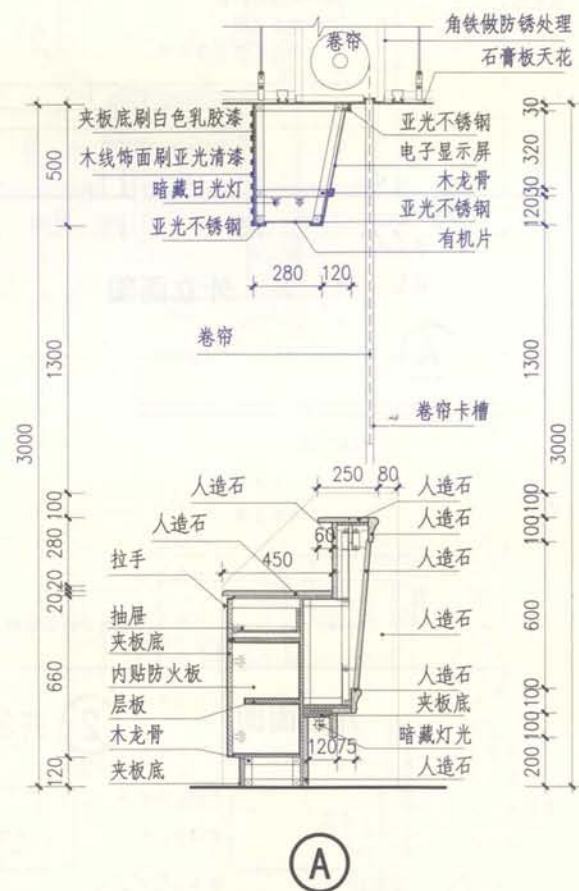 角铁做防锈处理
卷帘
石膏板天花
夹板底刷白色乳胶漆
亚光不锈钢
木线饰面刷亚光清漆
电子显示屏
暗藏日光灯
木龙骨
亚光不锈钢
亚光不锈钢
有机片
280
120
卷帘
卷帘卡槽
250
80
人造石
人造石
人造石
人造石
60
450
拉手
人造石
抽屉
夹板底
人造石
内贴防火板
层板
人造石
夹板底
木龙骨
暗藏灯光
120
75
夹板底
人造石
3000
500
1300
100
280
20
20
660
120
30
320
30
120
1300
100
100
600
100
100
200
3000
A